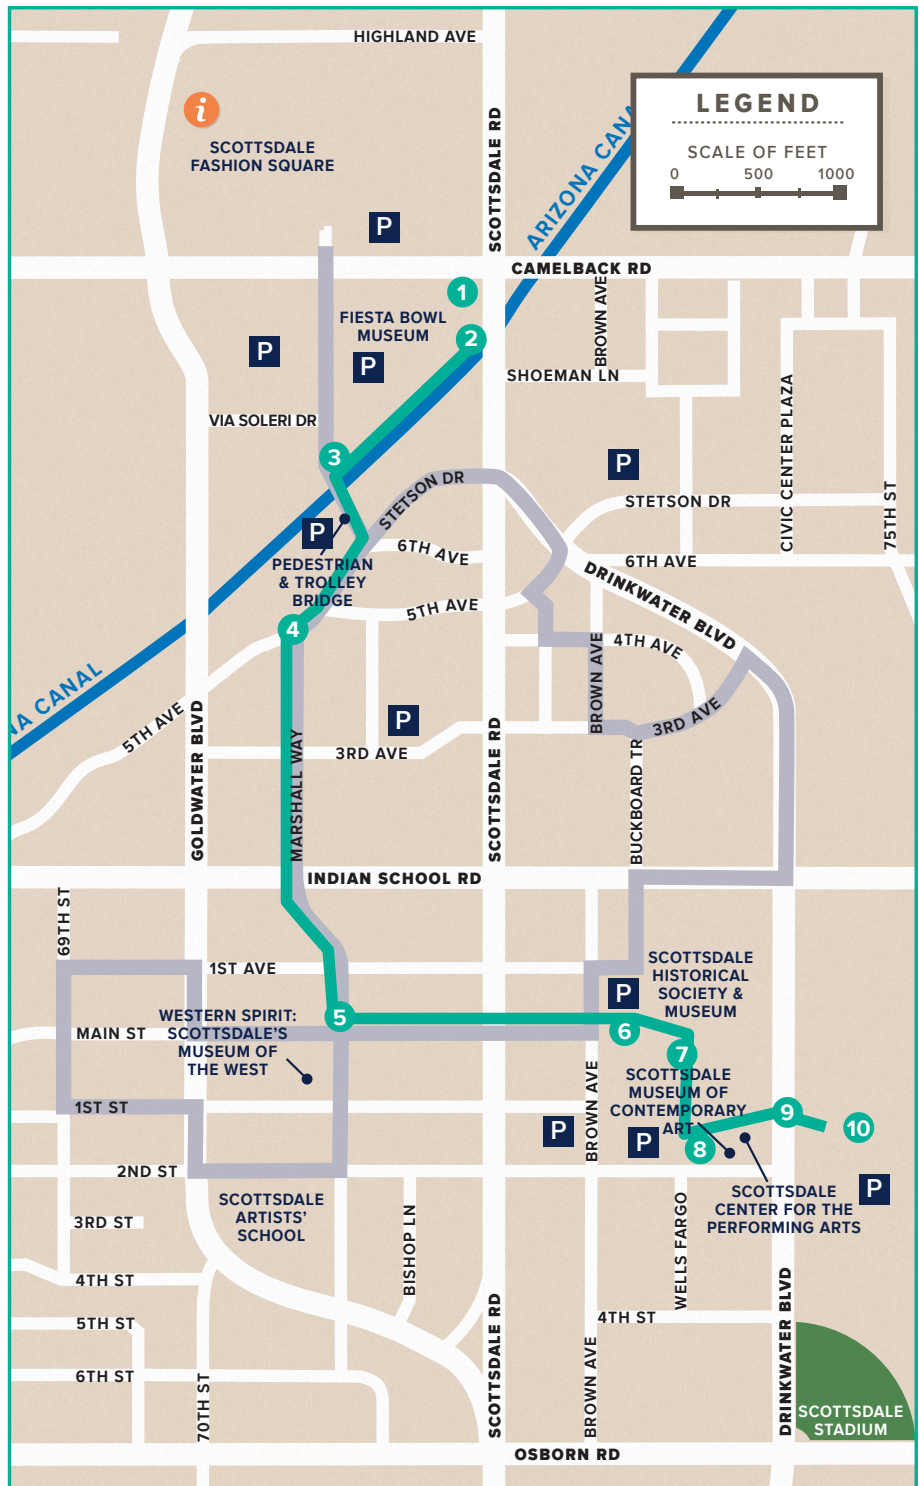 HIGHLAND AVE
i
SCOTTSDALE
FASHION SQUARE
LEGEND
SCALE OF FEET
0 500 1000
SCOTTSDALE RD
ARIZONA CANA
P
CAMELBACK RD
1
BROWN AVE
FIESTA BOWL
MUSEUM
2
P
P
SHOEMAN LN
CIVIC CENTER PLAZA
VIA SOLERI DR
3
P
STETSON DR
STETSON DR
75TH ST
P
6TH AVE
6TH AVE
PEDESTRIAN
& TROLLEY
BRIDGE
DRINKWATER BLVD
5TH AVE
4
4TH AVE
BROWN AVE
NA CANAL
5TH AVE
GOLDWATER BLVD
P
3RD AVE
3RD AVE
SCOTTSDALE RD
MARSHALL WAY
BUCKBOARD TR
INDIAN SCHOOL RD
69TH ST
1ST AVE
SCOTTSDALE
HISTORICAL
SOCIETY &
MUSEUM
P
WESTERN SPIRIT:
SCOTTSDALE'S
MUSEUM OF
THE WEST
5
MAIN ST
6
7
SCOTTSDALE
MUSEUM OF
CONTEMPORARY
ART
BROWN AVE
1ST ST
9
10
P
P
8
2ND ST
P
SCOTTSDALE
CENTER FOR THE
PERFORMING ARTS
SCOTTSDALE
ARTISTS'
SCHOOL
3RD ST
BISHOP LN
WELLS FARGO
4TH ST
4TH ST
5TH ST
SCOTTSDALE RD
DRINKWATER BLVD
BROWN AVE
6TH ST
70TH ST
SCOTTSDALE
STADIUM
OSBORN RD